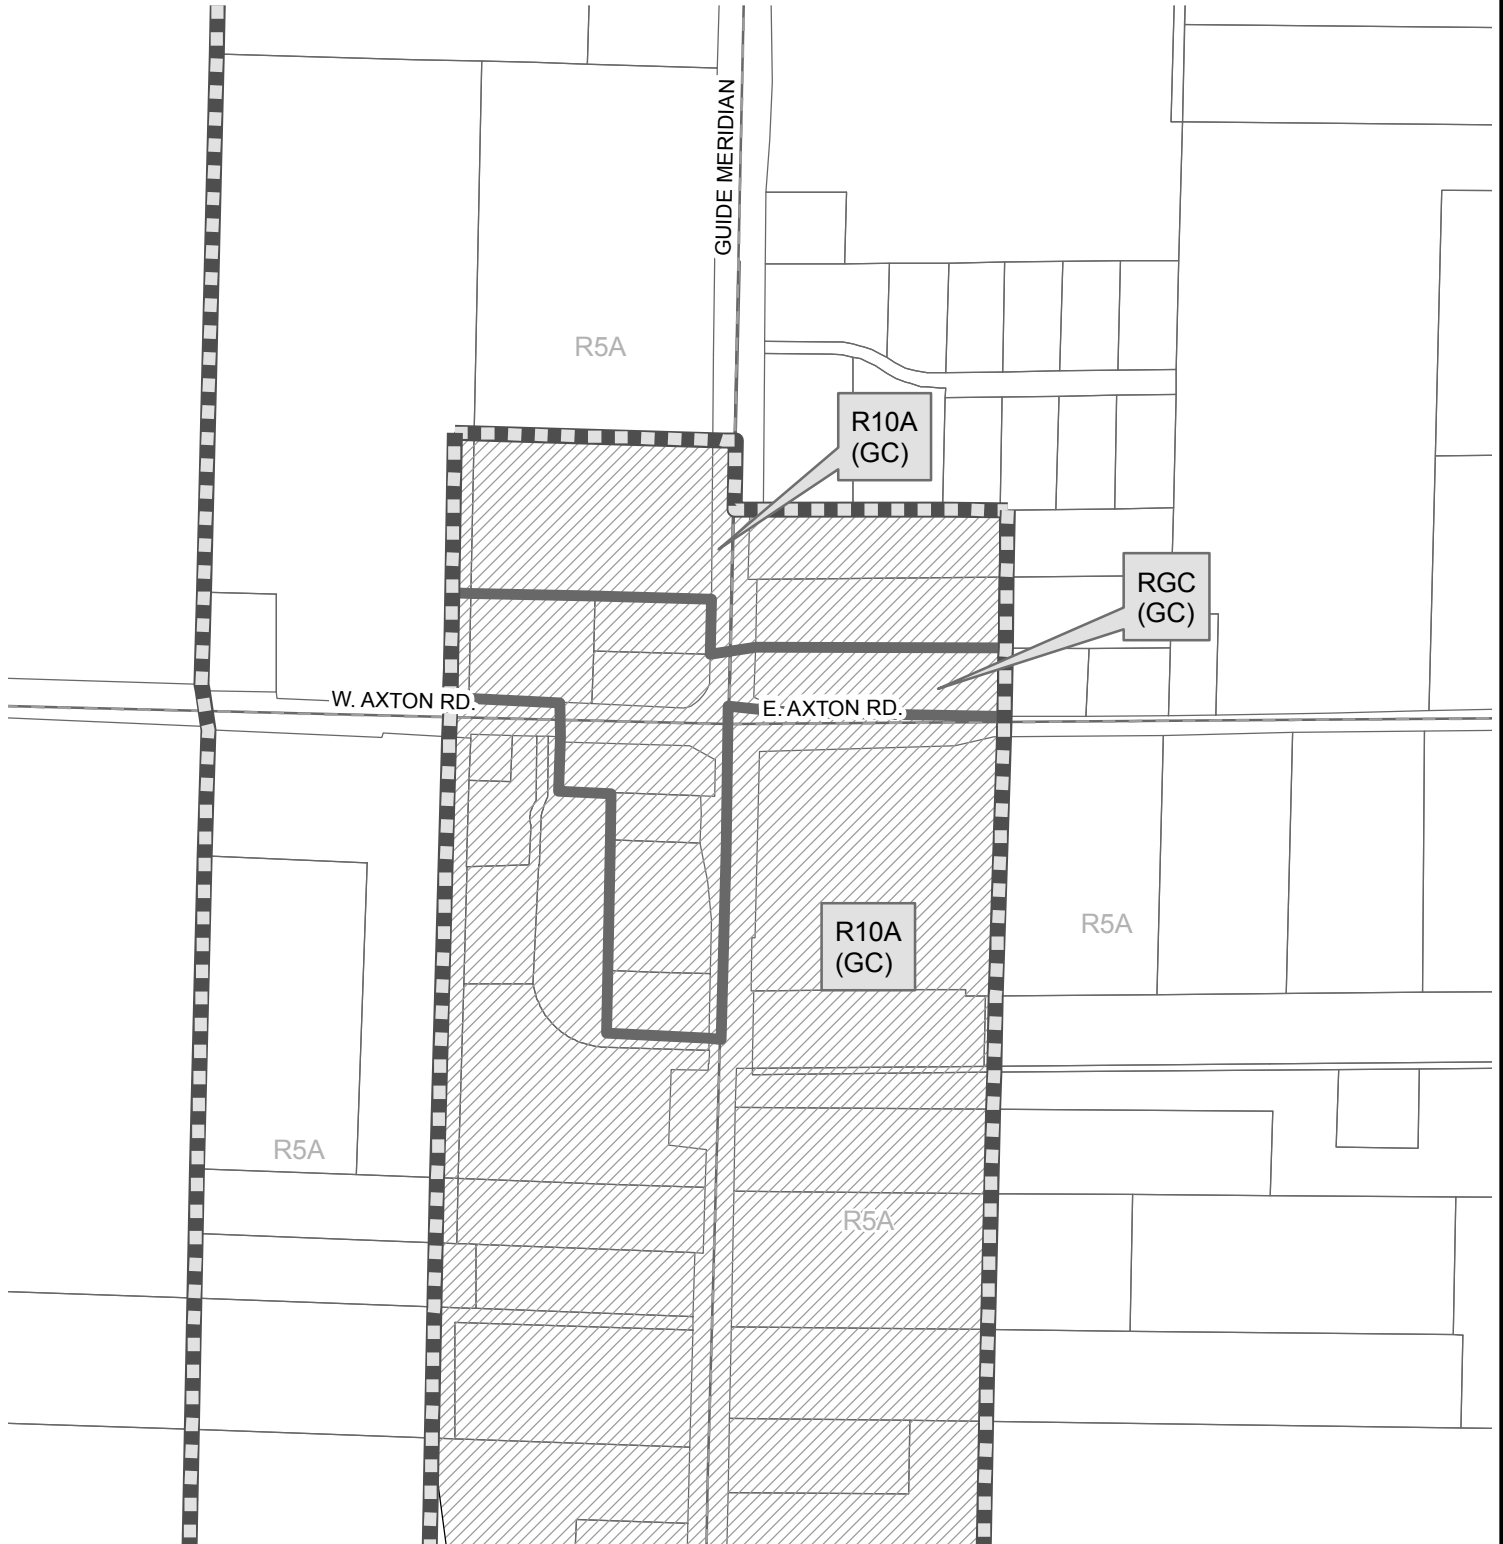 GUIDE MERIDIAN
R5A
R10A
(GC)
RGC
(GC)
W. AXTON RD.
E. AXTON RD.
R10A
(GC)
R5A
R5A
R5A